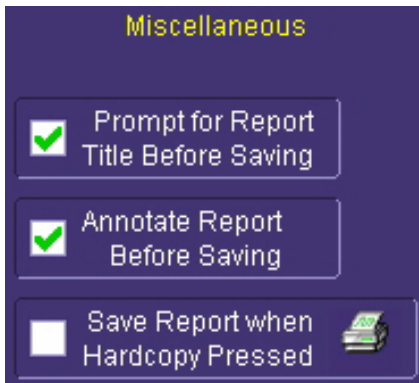 Miscellaneous
Prompt for Report
Title Before Saving
Annotate Report
Before Saving
Save Report when
Hardcopy Pressed